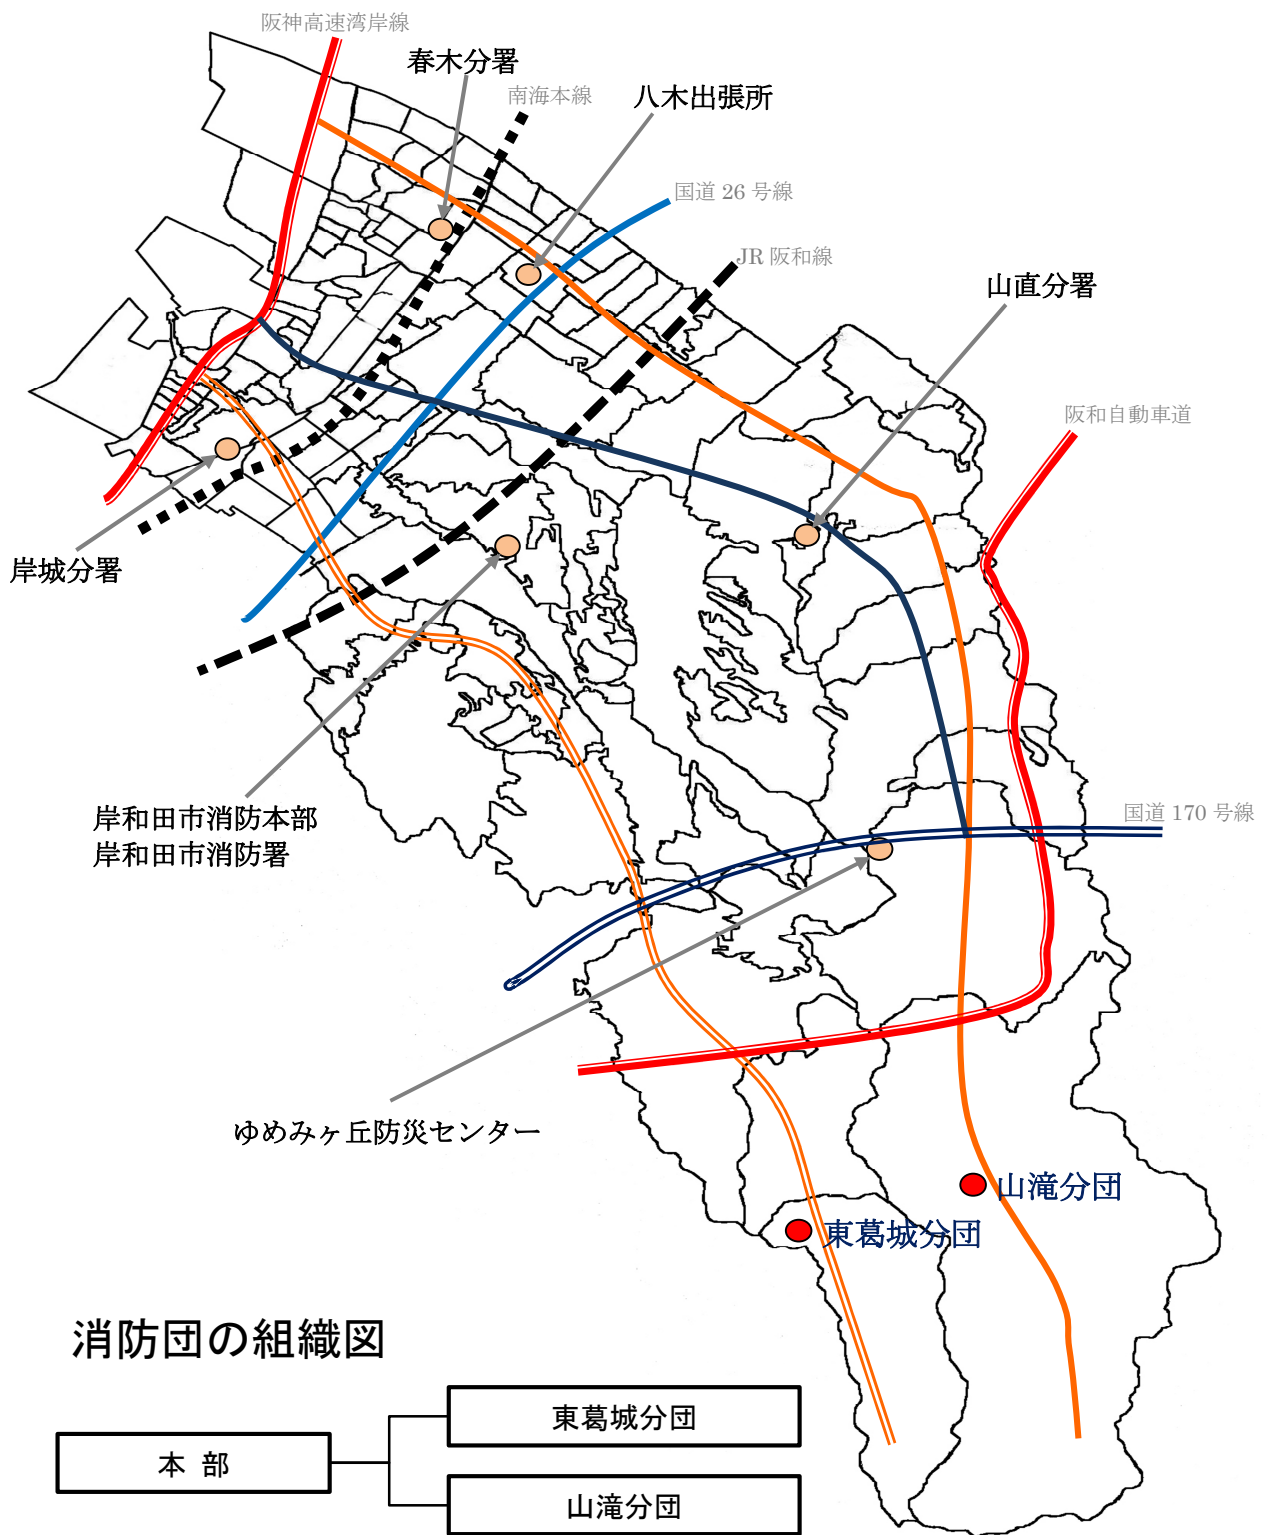 阪神高速湾岸線
春木分署
南海本線
八木出張所
国道 26 号線
JR 阪和線
山直分署
阪和自動車道
岸城分署
岸和田市消防本部
岸和田市消防署
国道 170 号線
ゆめみヶ丘防災センター
山滝分団
東葛城分団
消防団の組織図
東葛城分団
本 部
山滝分団